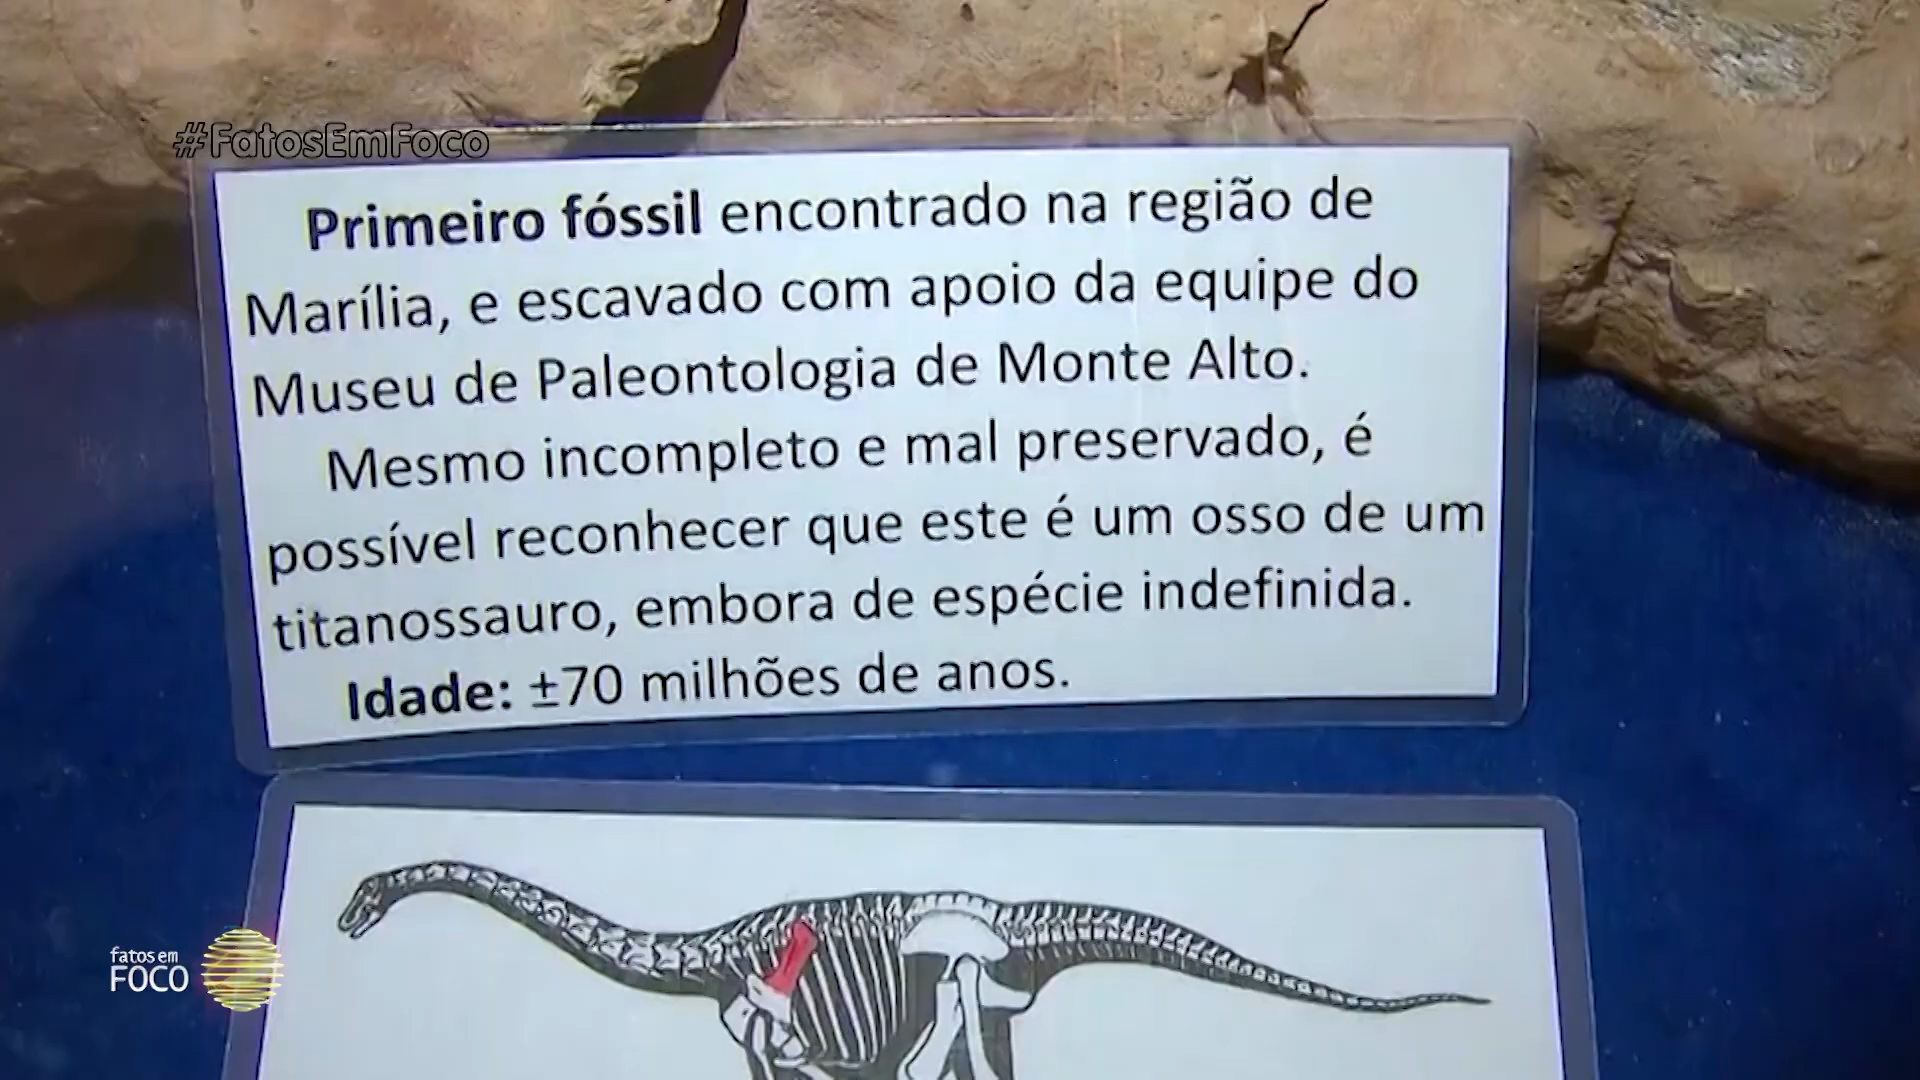 #FatosEmFoco
Primeiro fóssil encontrado na região de
Marília, e escavado com apoio da equipe do
Museu de Paleontologia de Monte Alto.
Mesmo incompleto e mal preservado, é
possível reconhecer que este é um osso de um
titanossauro, embora de espécie indefinida.
Idade: ±70 milhões de anos.
fatos em
FOCO